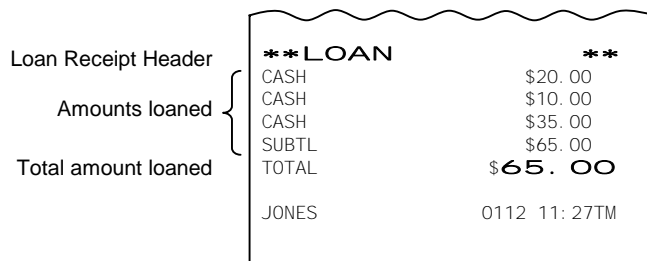 Loan Receipt Header
Amounts loaned
Total amount loaned
**LOAN **
CASH $20.00
CASH $10.00
CASH $35.00
SUBTL $65.00
TOTAL $65.00
JONES 0112 11:27TM